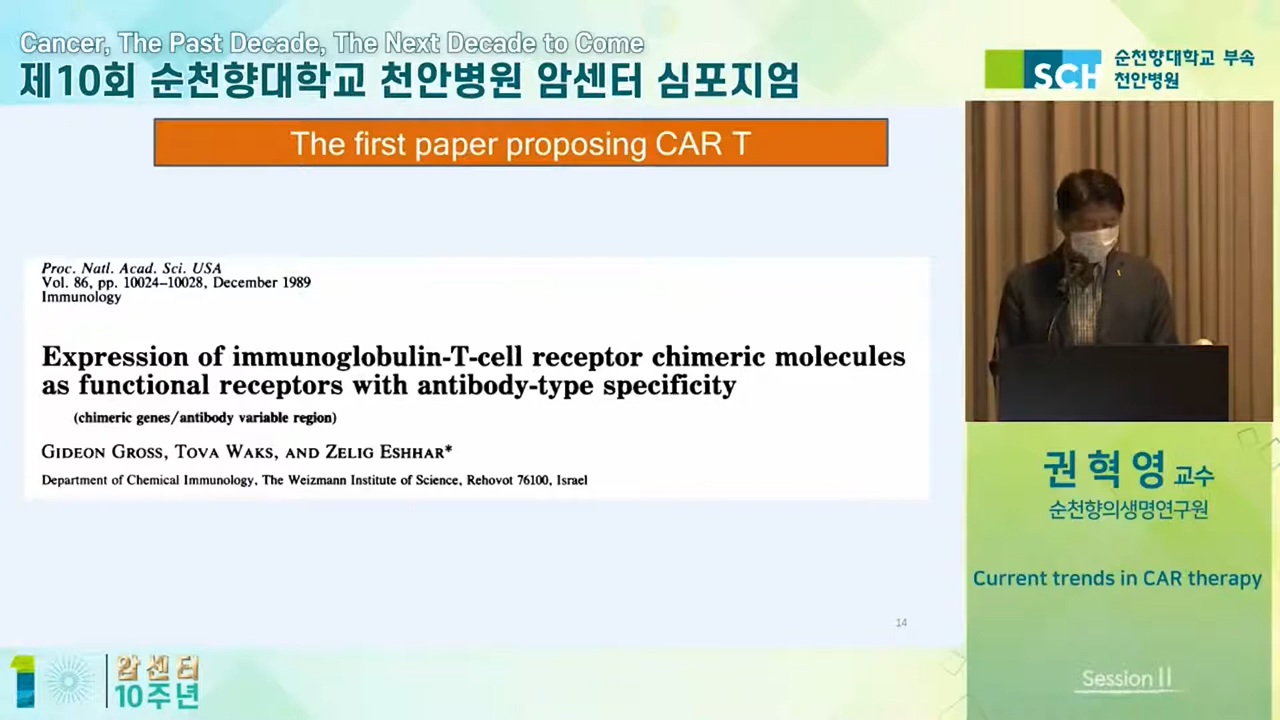 Cancer, The Past Decade, The Next Decade to Come
제10회 순천향대학교 천안병원 암센터 심포지엄
SCH
순천향대학교 부속
천안병원
The first paper proposing CAR T
Proc. Natl. Acad. Sci. USA
Vol. 86, pp. 10024–10028, December 1989
Immunology
Expression of immunoglobulin-T-cell receptor chimeric molecules
as functional receptors with antibody-type specificity
(chimeric genes/antibody variable region)
GIDEON GROSS, TOVA WAKS, AND ZELIG ESHHAR*
Department of Chemical Immunology, The Weizmann Institute of Science, Rehovot 76100, Israel
14
권혁영 교수
순천향의생명연구원
Current trends in CAR therapy
Session II
10
암센터
10주년